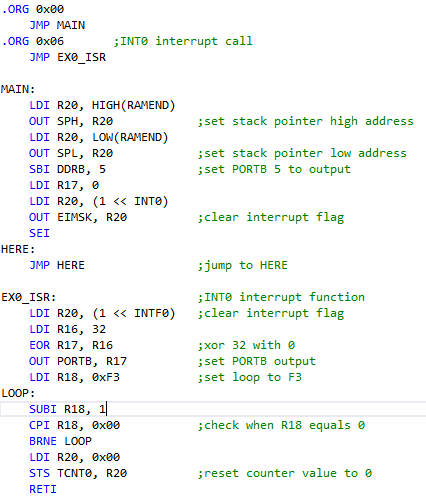 .ORG 0x00
JMP MAIN
.ORG 0x06 ;INT0 interrupt call
JMP EX0_ISR
MAIN:
LDI R20, HIGH(RAMEND)
OUT SPH, R20 ;set stack pointer high address
LDI R20, LOW(RAMEND)
OUT SPL, R20 ;set stack pointer low address
SBI DDRB, 5 ;set PORTB 5 to output
LDI R17, 0
LDI R20, (1 << INT0)
OUT EIMSK, R20 ;clear interrupt flag
SEI
HERE:
JMP HERE ;jump to HERE
EX0_ISR: ;INT0 interrupt function
LDI R20, (1 << INTF0) ;clear interrupt flag
LDI R16, 32
EOR R17, R16 ;xor 32 with 0
OUT PORTB, R17 ;set PORTB output
LDI R18, 0xF3 ;set loop to F3
LOOP:
SUBI R18, 1
CPI R18, 0x00 ;check when R18 equals 0
BRNE LOOP
LDI R20, 0x00
STS TCNT0, R20 ;reset counter value to 0
RETI